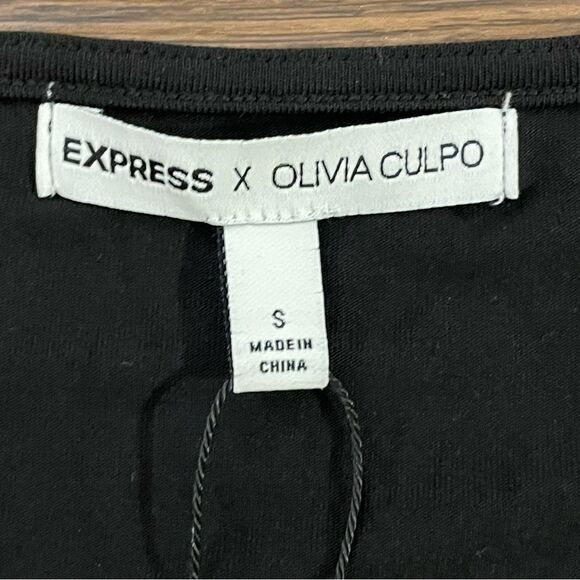 EXPRESS X OLIVIA CULPO
S
MADE IN
CHINA